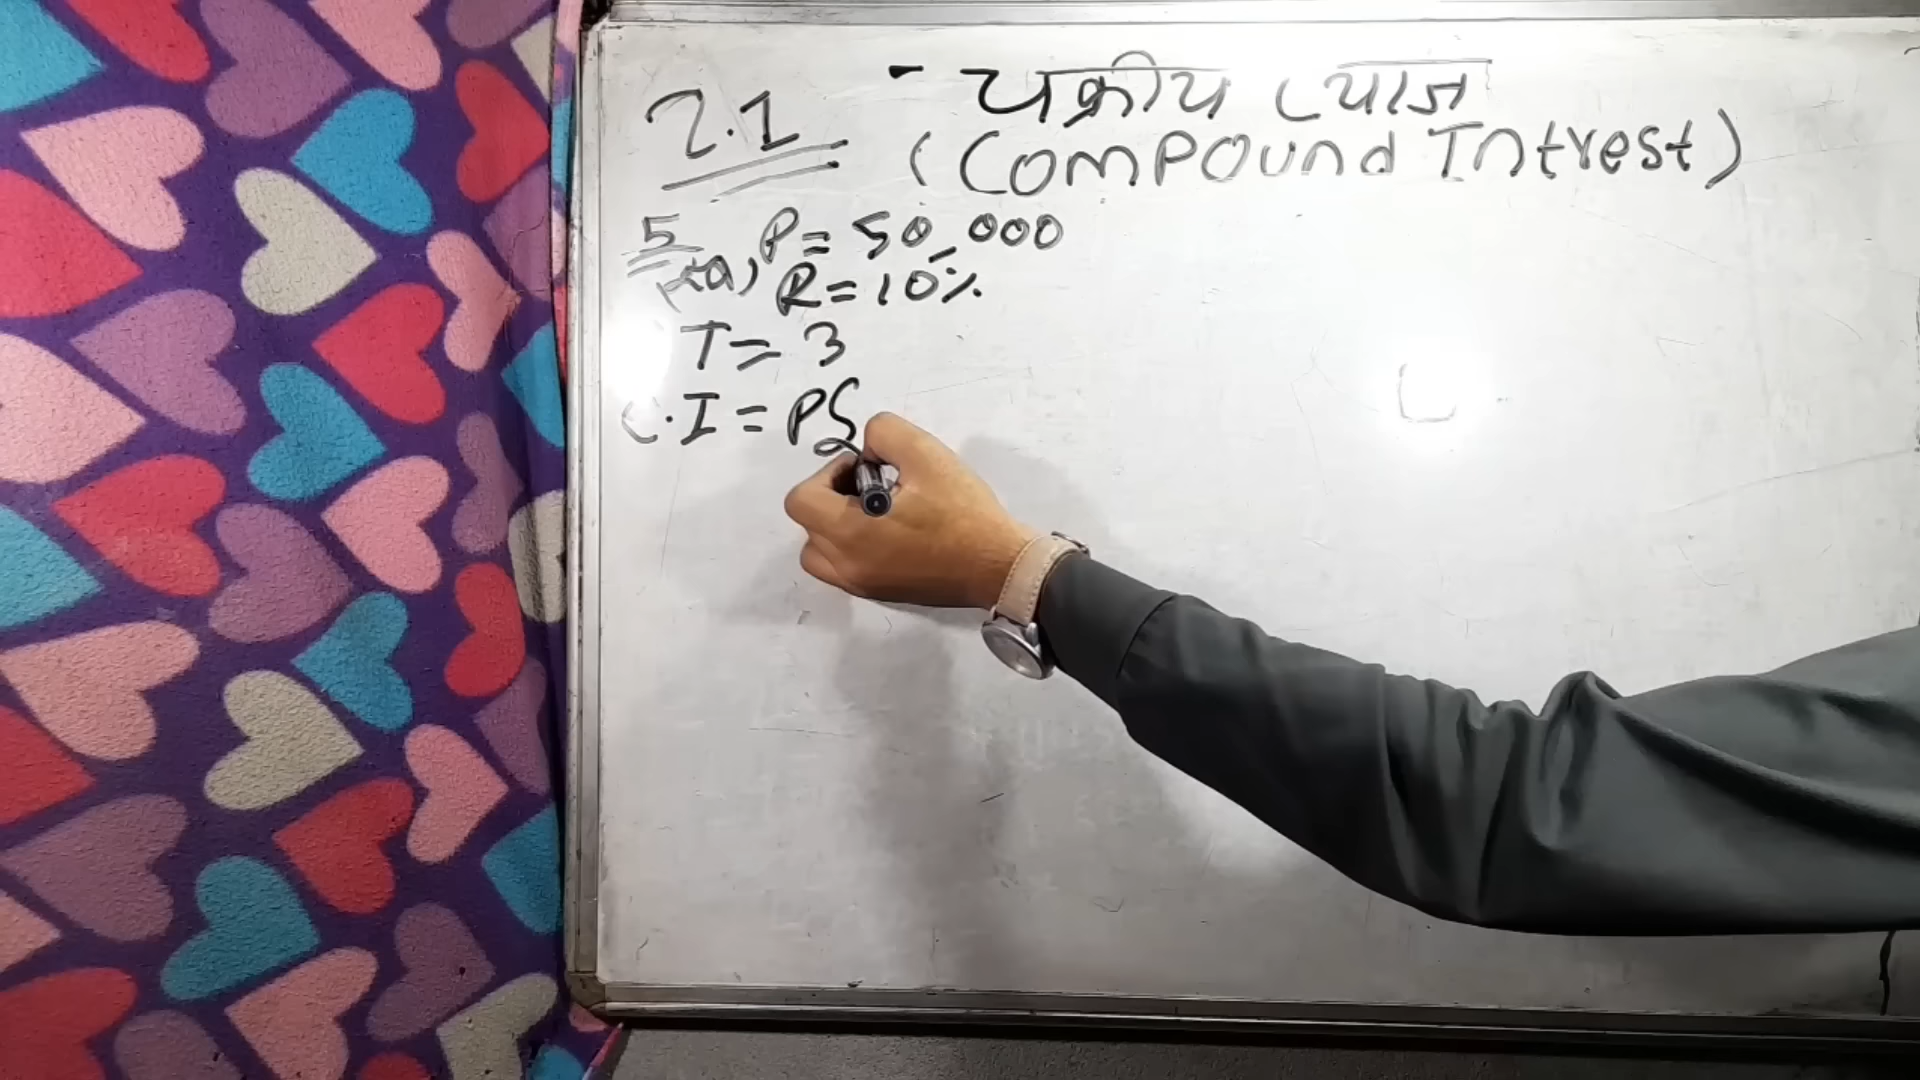 2.1 - चक्रीय ब्याज
(Compound Intrest)
5 P = 50,000
(a) R = 10%
T = 3
C.I = P